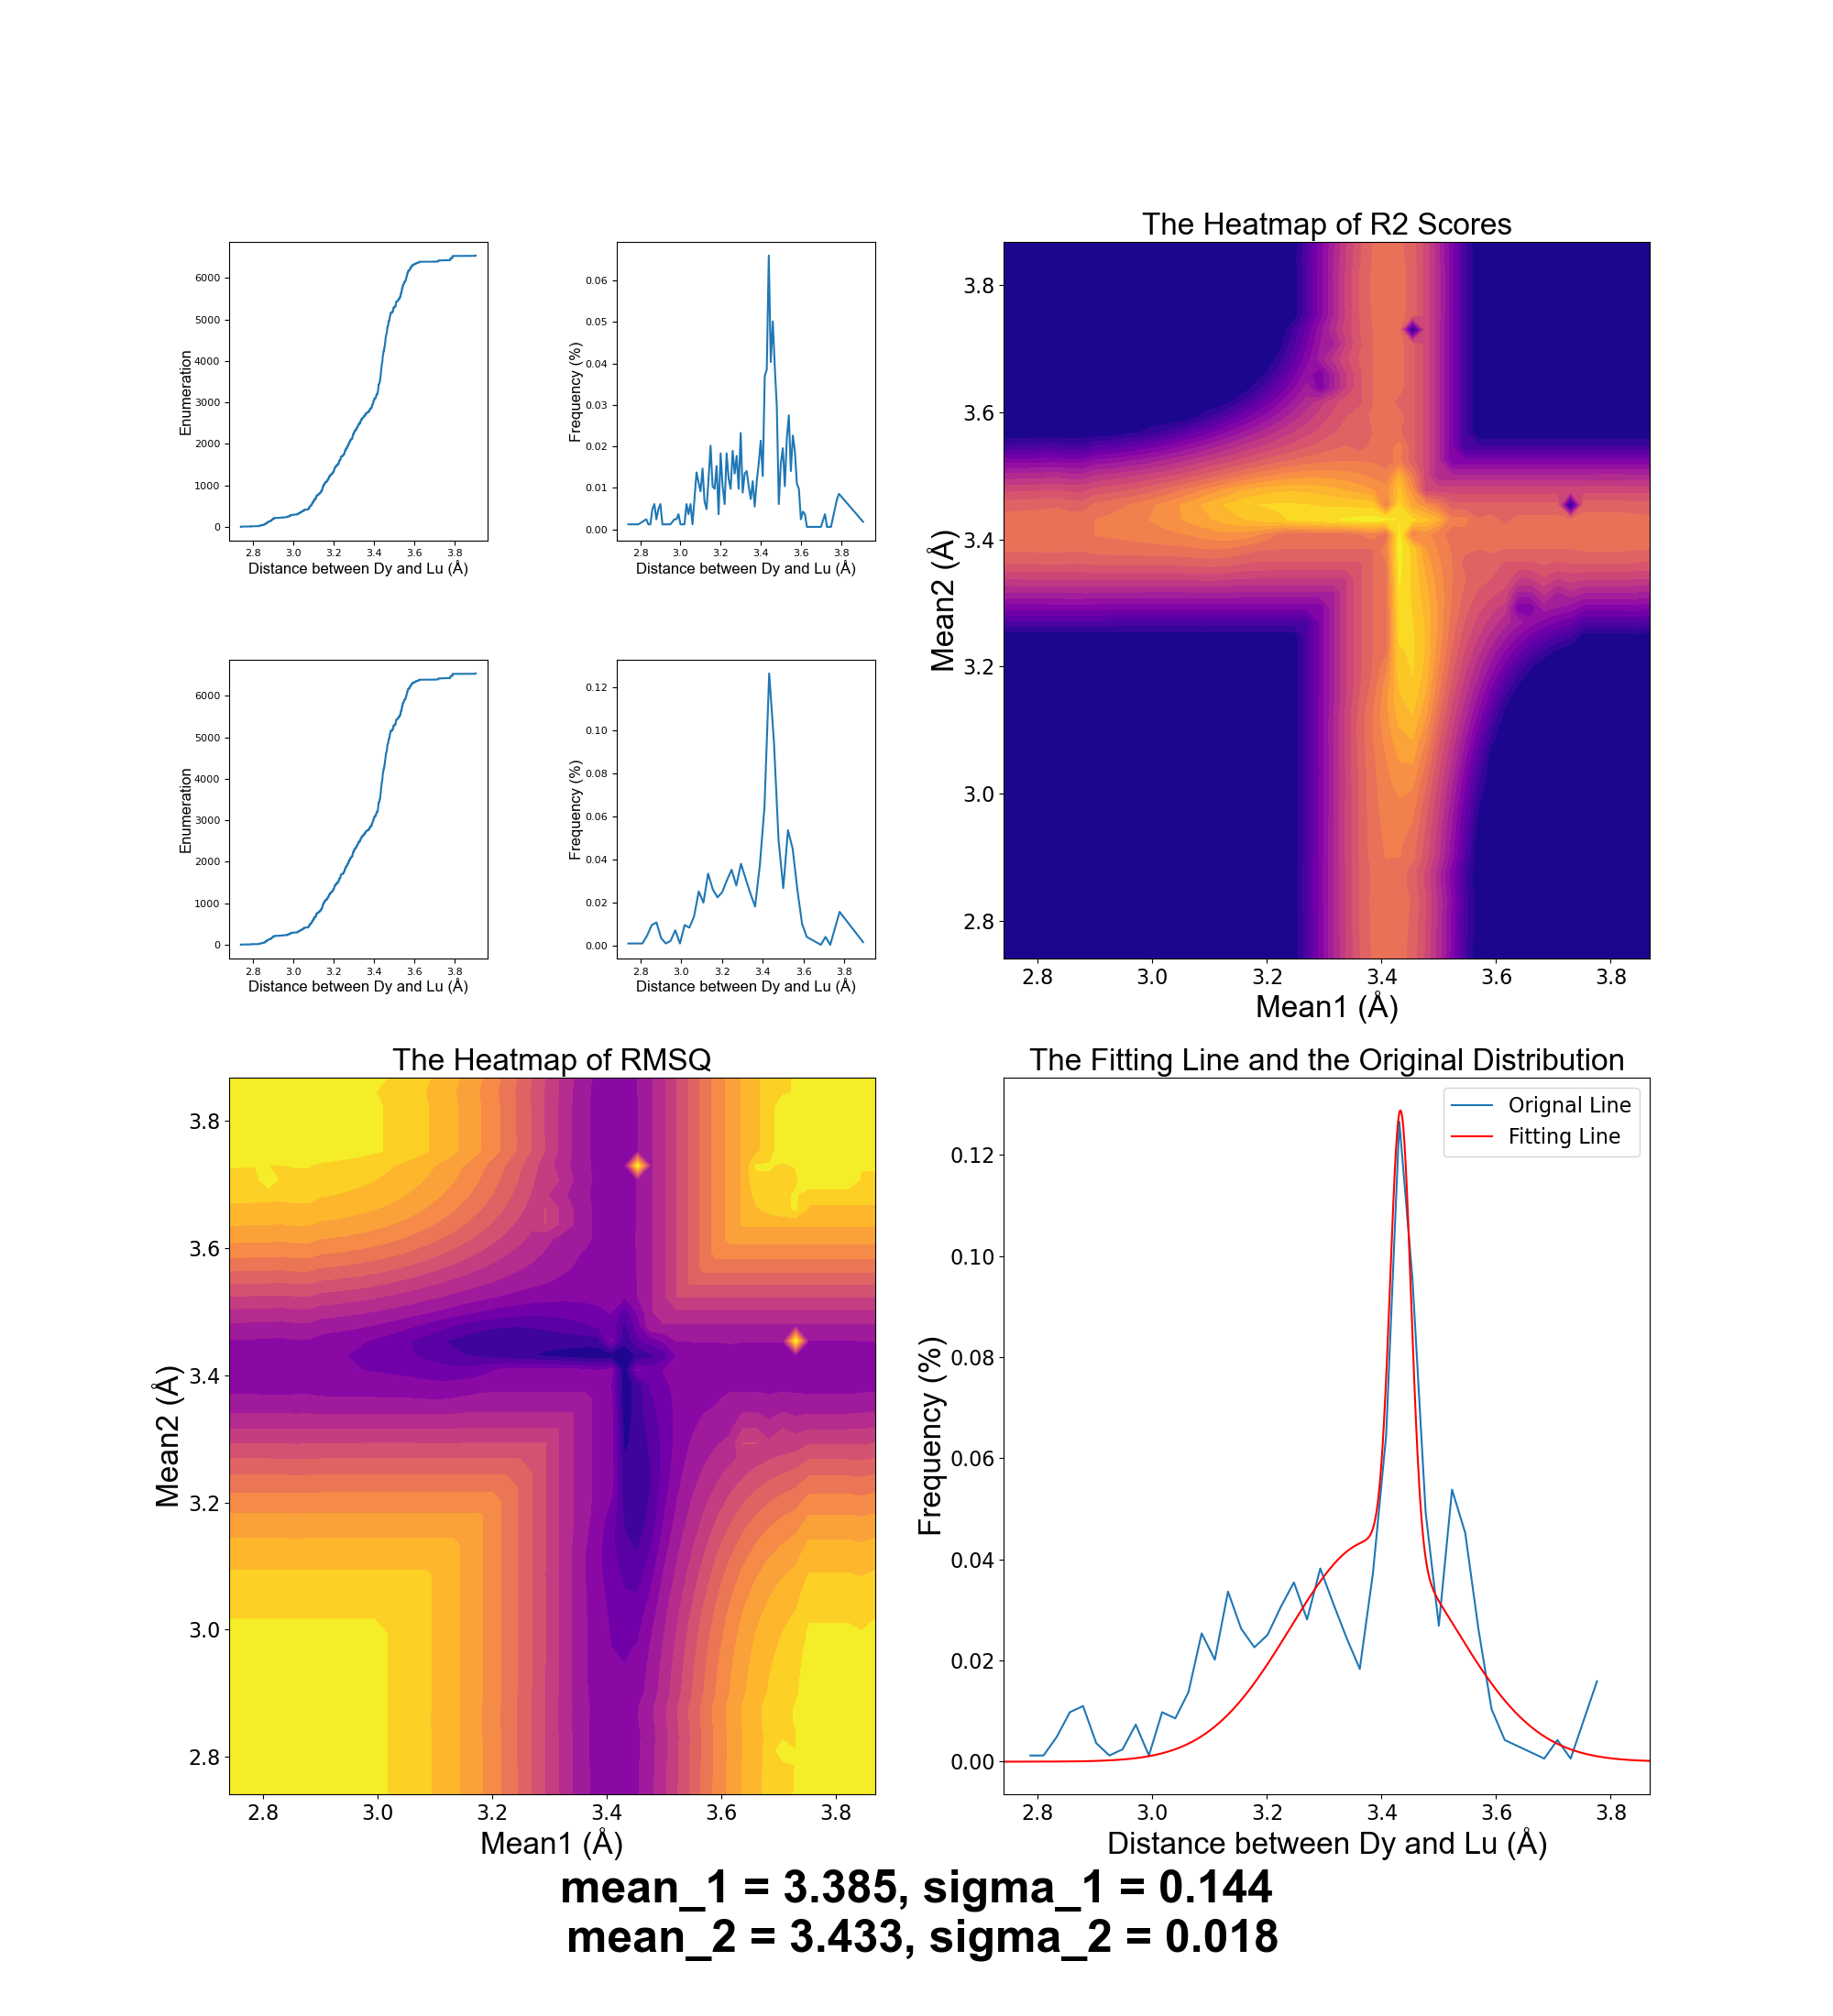 The Heatmap of R2 Scores
6000
5000
4000
3000
2000
1000
0
Enumeration
2.8 3.0 3.2 3.4 3.6 3.8
Distance between Dy and Lu (Å)
0.06
0.05
0.04
0.03
0.02
0.01
0.00
Frequency (%)
2.8 3.0 3.2 3.4 3.6 3.8
Distance between Dy and Lu (Å)
6000
5000
4000
3000
2000
1000
0
Enumeration
2.8 3.0 3.2 3.4 3.6 3.8
Distance between Dy and Lu (Å)
0.12
0.10
0.08
0.06
0.04
0.02
0.00
Frequency (%)
2.8 3.0 3.2 3.4 3.6 3.8
Distance between Dy and Lu (Å)
3.8
3.6
3.4
3.2
3.0
2.8
Mean2 (Å)
2.8 3.0 3.2 3.4 3.6 3.8
Mean1 (Å)
The Heatmap of RMSQ
3.8
3.6
3.4
3.2
3.0
2.8
Mean2 (Å)
2.8 3.0 3.2 3.4 3.6 3.8
Mean1 (Å)
The Fitting Line and the Original Distribution
Orignal Line
Fitting Line
0.12
0.10
0.08
0.06
0.04
0.02
0.00
Frequency (%)
2.8 3.0 3.2 3.4 3.6 3.8
Distance between Dy and Lu (Å)
mean_1 = 3.385, sigma_1 = 0.144
mean_2 = 3.433, sigma_2 = 0.018